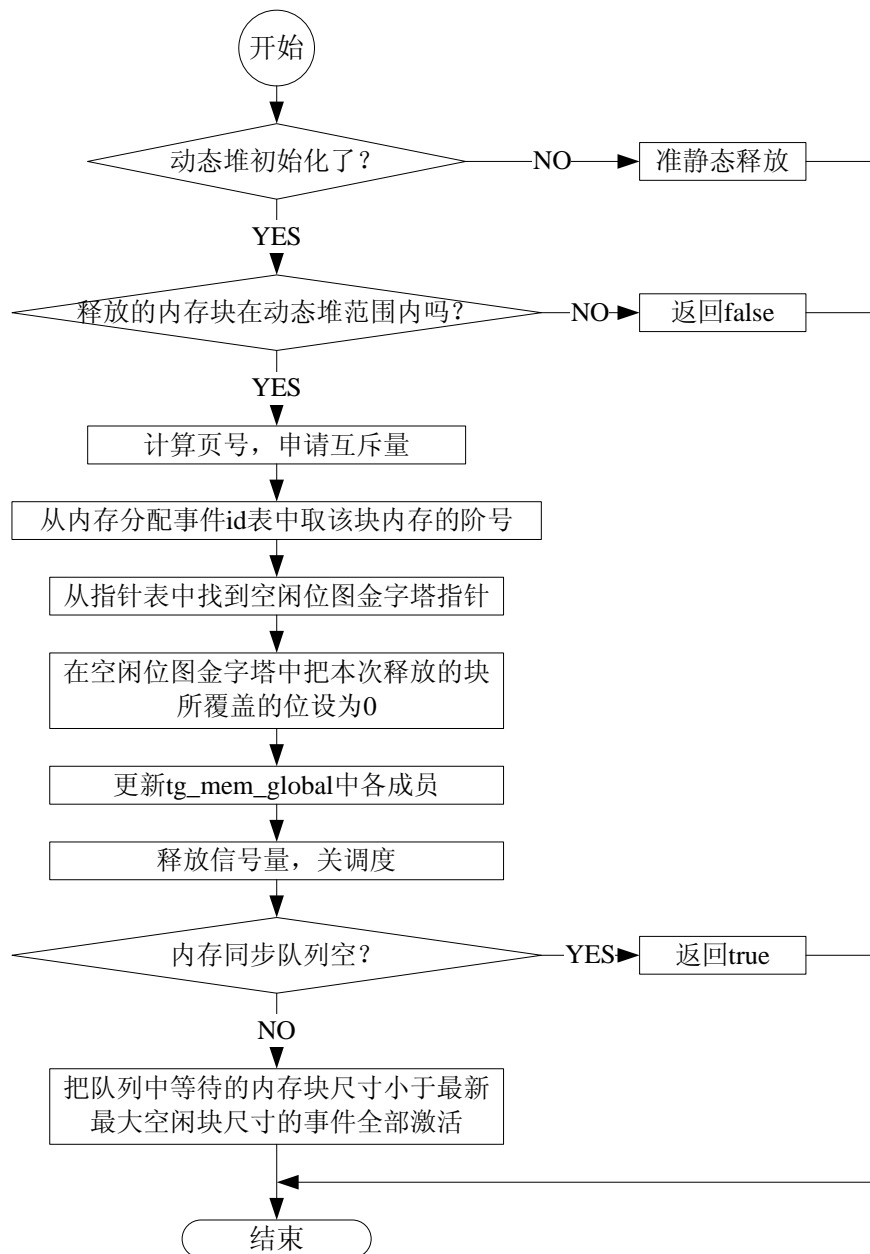 开始
动态堆初始化了？
NO
准静态释放
YES
释放的内存块在动态堆范围内吗？
NO
返回false
YES
计算页号，申请互斥量
从内存分配事件id表中取该块内存的阶号
从指针表中找到空闲位图金字塔指针
在空闲位图金字塔中把本次释放的块
所覆盖的位设为0
更新tg_mem_global中各成员
释放信号量，关调度
内存同步队列空？
YES
返回true
NO
把队列中等待的内存块尺寸小于最新
最大空闲块尺寸的事件全部激活
结束